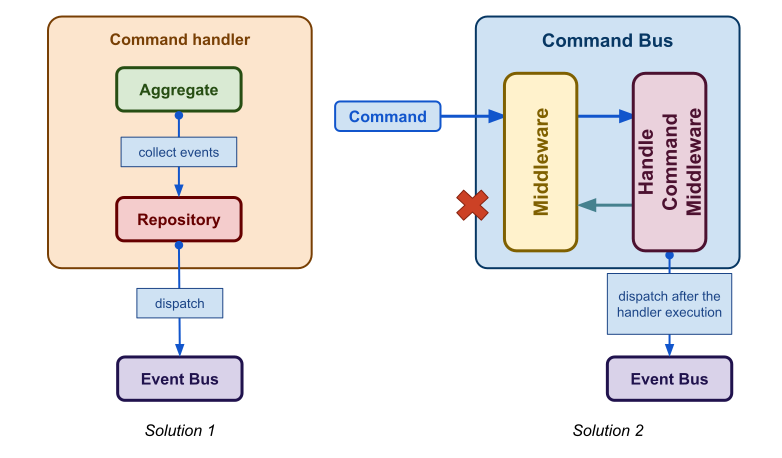 Command handler
Aggregate
collect events
Repository
dispatch
Event Bus
Solution 1
Command Bus
Command
Middleware
Handle
Command
Middleware
dispatch after the
handler execution
Event Bus
Solution 2